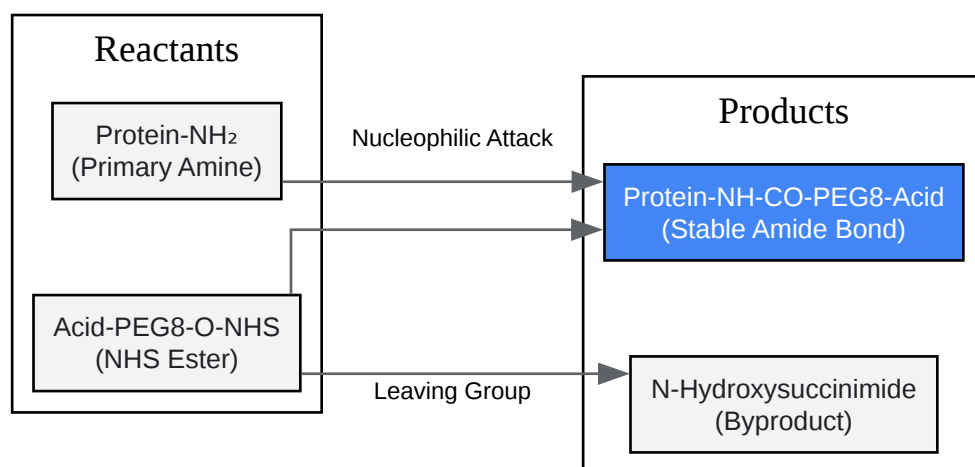 Reactants
Protein-NH₂
(Primary Amine)
Acid-PEG8-O-NHS
(NHS Ester)
Nucleophilic Attack
Leaving Group
Products
Protein-NH-CO-PEG8-Acid
(Stable Amide Bond)
N-Hydroxysuccinimide
(Byproduct)